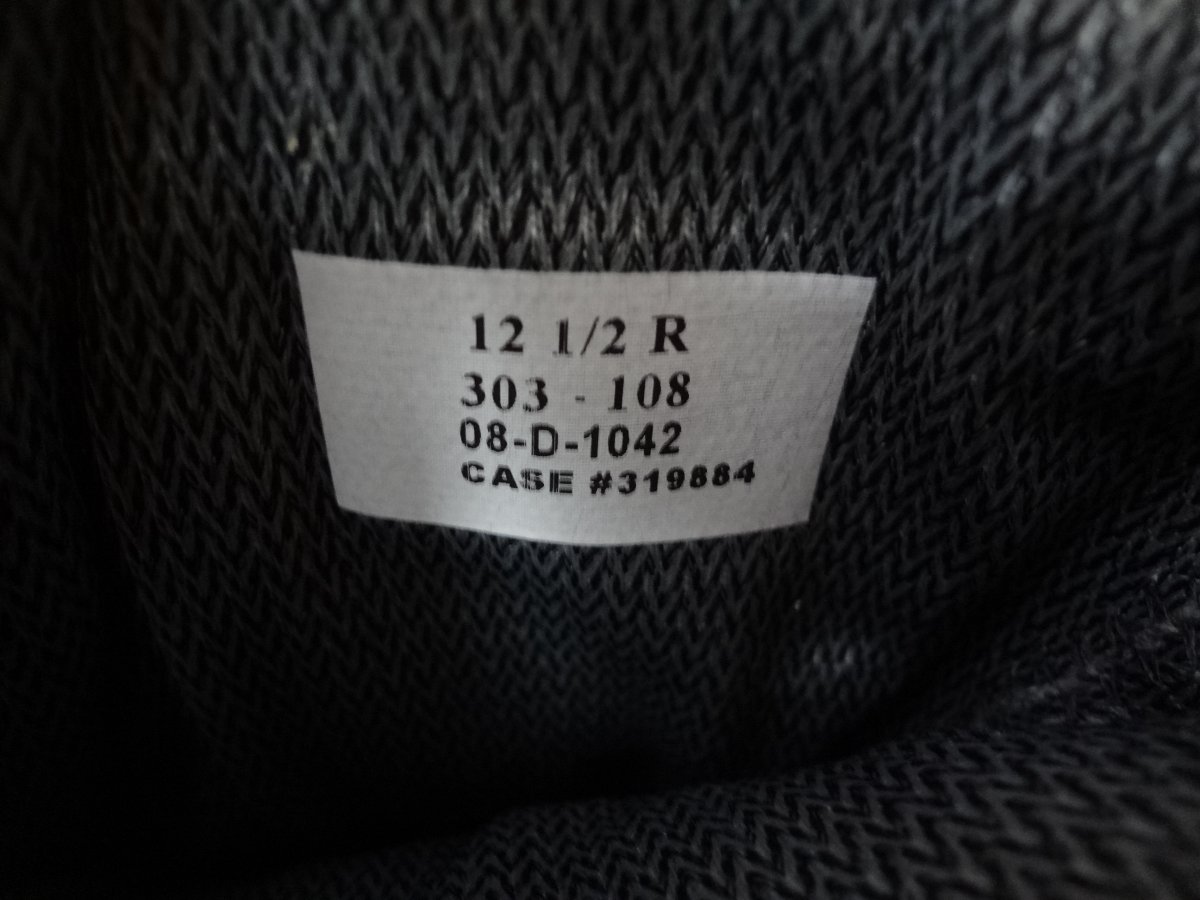 12 1/2 R
303 - 108
08-D-1042
CASE #319884